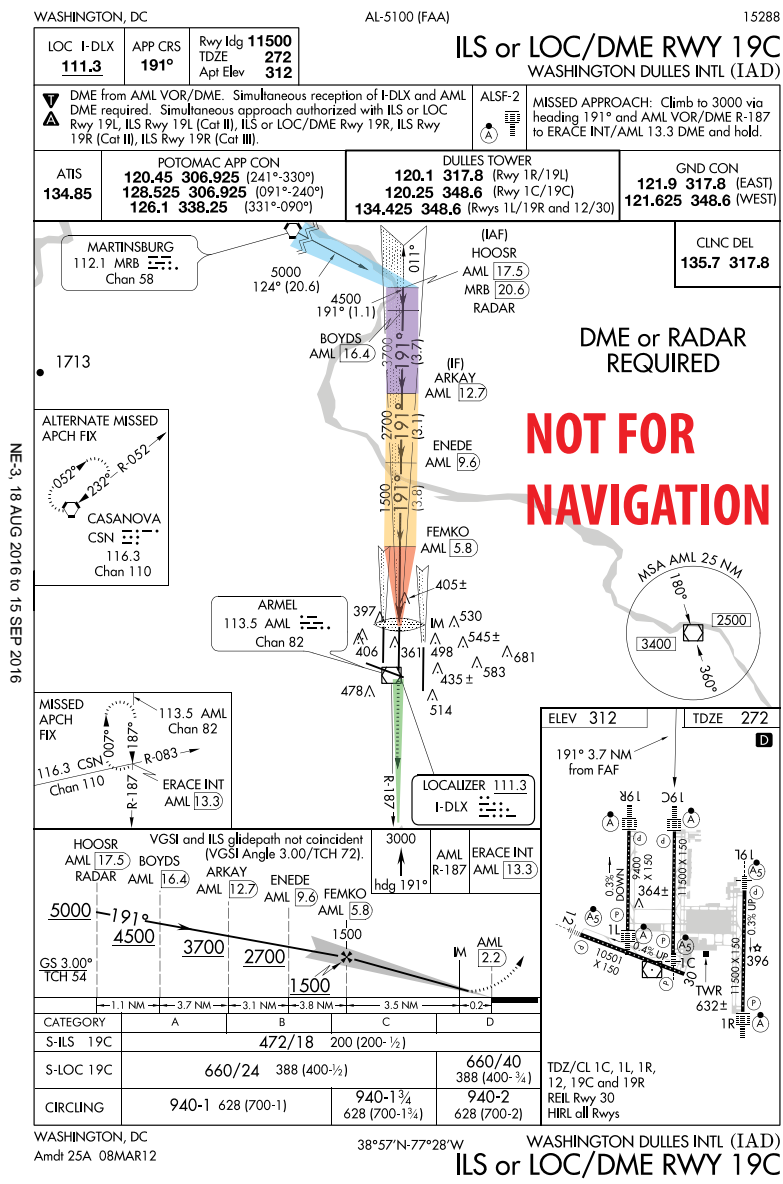 WASHINGTON, DC
AL-5100 (FAA)
15288
LOC I-DLX
111.3
APP CRS
191°
Rwy ldg 11500
TDZE 272
Apt Elev 312
ILS or LOC/DME RWY 19C
WASHINGTON DULLES INTL (IAD)
T
A
DME from AML VOR/DME. Simultaneous reception of I-DLX and AML
DME required. Simultaneous approach authorized with ILS or LOC
Rwy 19L, ILS Rwy 19L (Cat II), ILS or LOC/DME Rwy 19R, ILS Rwy
19R (Cat II), ILS Rwy 19R (Cat III).
ALSF-2
A
MISSED APPROACH: Climb to 3000 via
heading 191° and AML VOR/DME R-187
to ERACE INT/AML 13.3 DME and hold.
ATIS
134.85
POTOMAC APP CON
120.45 306.925 (241°-330°)
128.525 306.925 (091°-240°)
126.1 338.25 (331°-090°)
DULLES TOWER
120.1 317.8 (Rwy 1R/19L)
120.25 348.6 (Rwy 1C/19C)
134.425 348.6 (Rwys 1L/19R and 12/30)
GND CON
121.9 317.8 (EAST)
121.625 348.6 (WEST)
CLNC DEL
135.7 317.8
MARTINSBURG
112.1 MRB
Chan 58
5000
124° (20.6)
011°
(IAF)
HOOSR
AML 17.5
MRB 20.6
RADAR
4500
191° (1.1)
BOYDS
AML 16.4
3700
191°
(3.7)
(IF)
ARKAY
AML 12.7
DME or RADAR
REQUIRED
1713
2700
191°
(3.1)
ENEDE
AML 9.6
1500
191°
(3.8)
FEMKO
AML 5.8
NOT FOR
NAVIGATION
ALTERNATE MISSED
APCH FIX
052°
232°
R-052
CASANOVA
CSN
116.3
Chan 110
NE-3, 18 AUG 2016 to 15 SEP 2016
405±
ARMEL
113.5 AML
Chan 82
397
IM
530
406
361
498
545±
681
435±
583
478
514
MSA AML 25 NM
180°
2500
3400
360°
MISSED
APCH
FIX
007°
187°
113.5 AML
Chan 82
116.3 CSN
Chan 110
R-083
R-187
ERACE INT
AML 13.3
R-187
LOCALIZER 111.3
I-DLX
ELEV 312
TDZE 272
D
191° 3.7 NM
from FAF
19R
19C
19L
A
A
A5
P
P
P
0.3%
DOWN
9400
X 150
364±
11500 X 150
1L
A
P
A5
1C
12
P
0.4% UP
10501
X 150
P
30
TWR
632±
11500 X 150
0.3% UP
396
P
1R
A
TDZ/CL 1C, 1L, 1R,
12, 19C and 19R
REIL Rwy 30
HIRL all Rwys
VGSI and ILS glidepath not coincident
(VGSI Angle 3.00/TCH 72).
3000
hdg 191°
AML
R-187
ERACE INT
AML 13.3
HOOSR
AML 17.5
RADAR
BOYDS
AML 16.4
ARKAY
AML 12.7
ENEDE
AML 9.6
FEMKO
AML 5.8
1500
5000
191°
4500
3700
2700
1500
IM
AML
2.2
GS 3.00°
TCH 54
1.1 NM
3.7 NM
3.1 NM
3.8 NM
3.5 NM
0.2
CATEGORY A B C D
S-ILS 19C 472/18 200 (200-½)
S-LOC 19C 660/24 388 (400-½) 660/40 388 (400-¾)
CIRCLING 940-1 628 (700-1) 940-1¾ 628 (700-1¾) 940-2 628 (700-2)
WASHINGTON, DC
Amdt 25A 08MAR12
38°57'N-77°28'W
WASHINGTON DULLES INTL (IAD)
ILS or LOC/DME RWY 19C